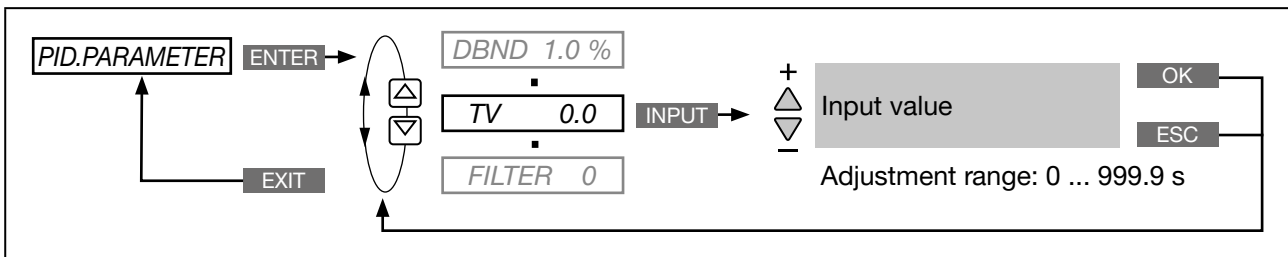 PID.PARAMETER
ENTER
DBND 1.0 %
TV 0.0
FILTER 0
INPUT
+
−
Input value
OK
ESC
Adjustment range: 0 ... 999.9 s
EXIT